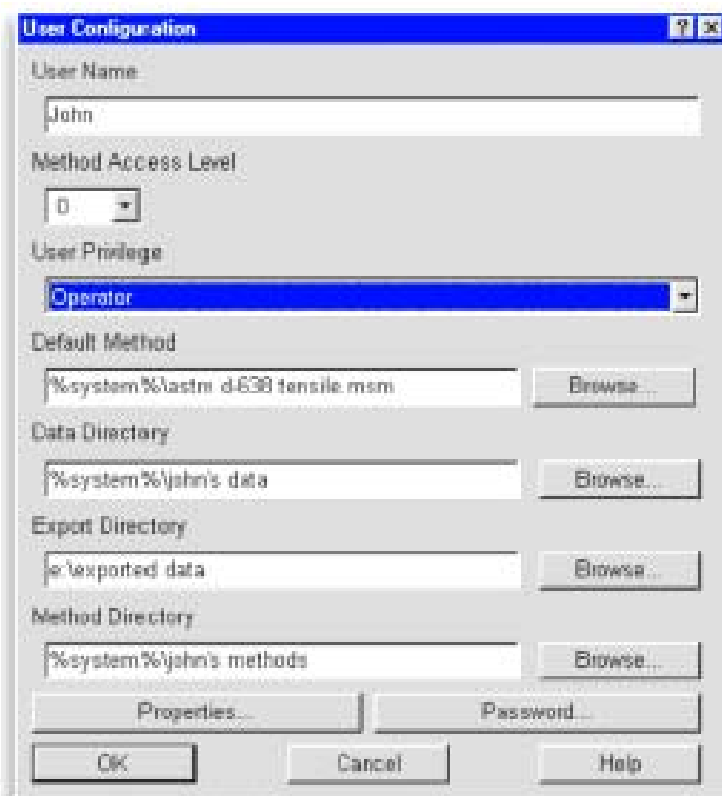 User Configuration ? x
User Name
John
Method Access Level
0
User Privilege
Operator
Default Method
%system%\astm d-638 tensile.msm Browse...
Data Directory
%system%\john's data Browse...
Export Directory
e:\exported data Browse...
Method Directory
%system%\john's methods Browse...
Properties... Password...
OK Cancel Help